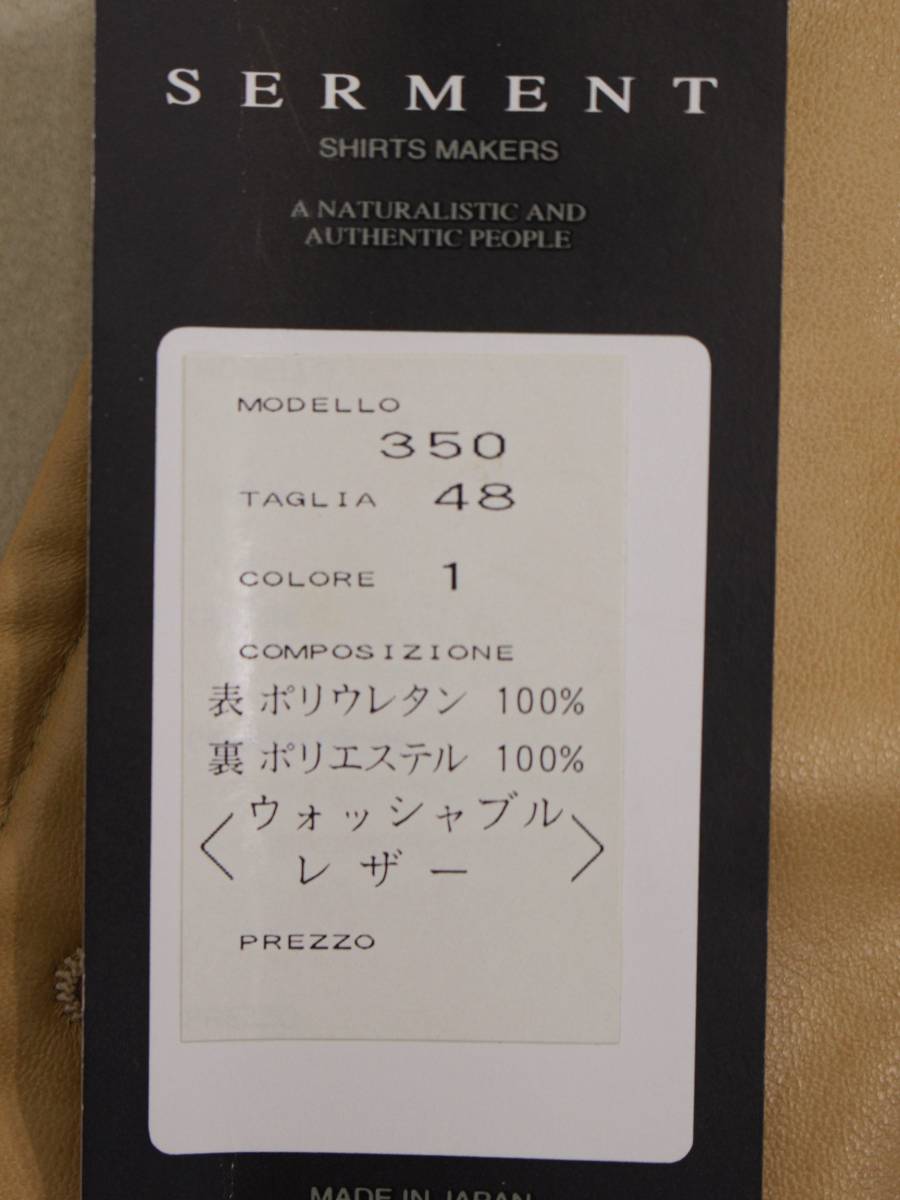 SERMENT
SHIRTS MAKERS
A NATURALISTIC AND
AUTHENTIC PEOPLE
MODELLO
350
TAGLIA 48
COLORE 1
COMPOSIZIONE
表 ポリウレタン 100%
裏 ポリエステル 100%
〈ウォッシャブル
レザー〉
PREZZO
MADE IN JAPAN